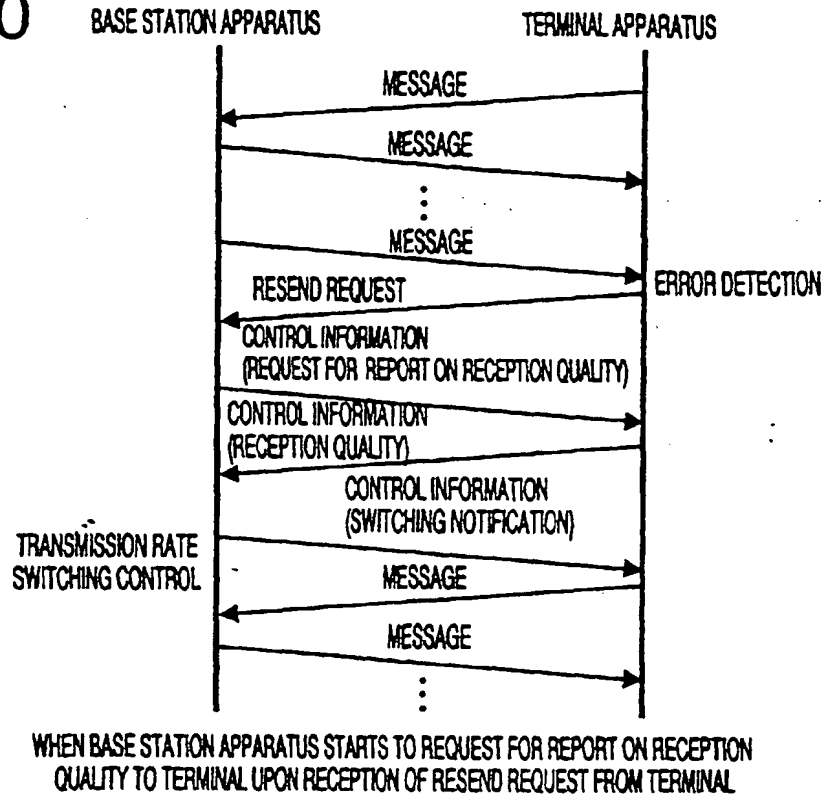 0
BASE STATION APPARATUS
TERMINAL APPARATUS
MESSAGE
MESSAGE
MESSAGE
ERROR DETECTION
RESEND REQUEST
CONTROL INFORMATION
(REQUEST FOR REPORT ON RECEPTION QUALITY)
CONTROL INFORMATION
(RECEPTION QUALITY)
CONTROL INFORMATION
(SWITCHING NOTIFICATION)
TRANSMISSION RATE
SWITCHING CONTROL
MESSAGE
MESSAGE
WHEN BASE STATION APPARATUS STARTS TO REQUEST FOR REPORT ON RECEPTION
QUALITY TO TERMINAL UPON RECEPTION OF RESEND REQUEST FROM TERMINAL